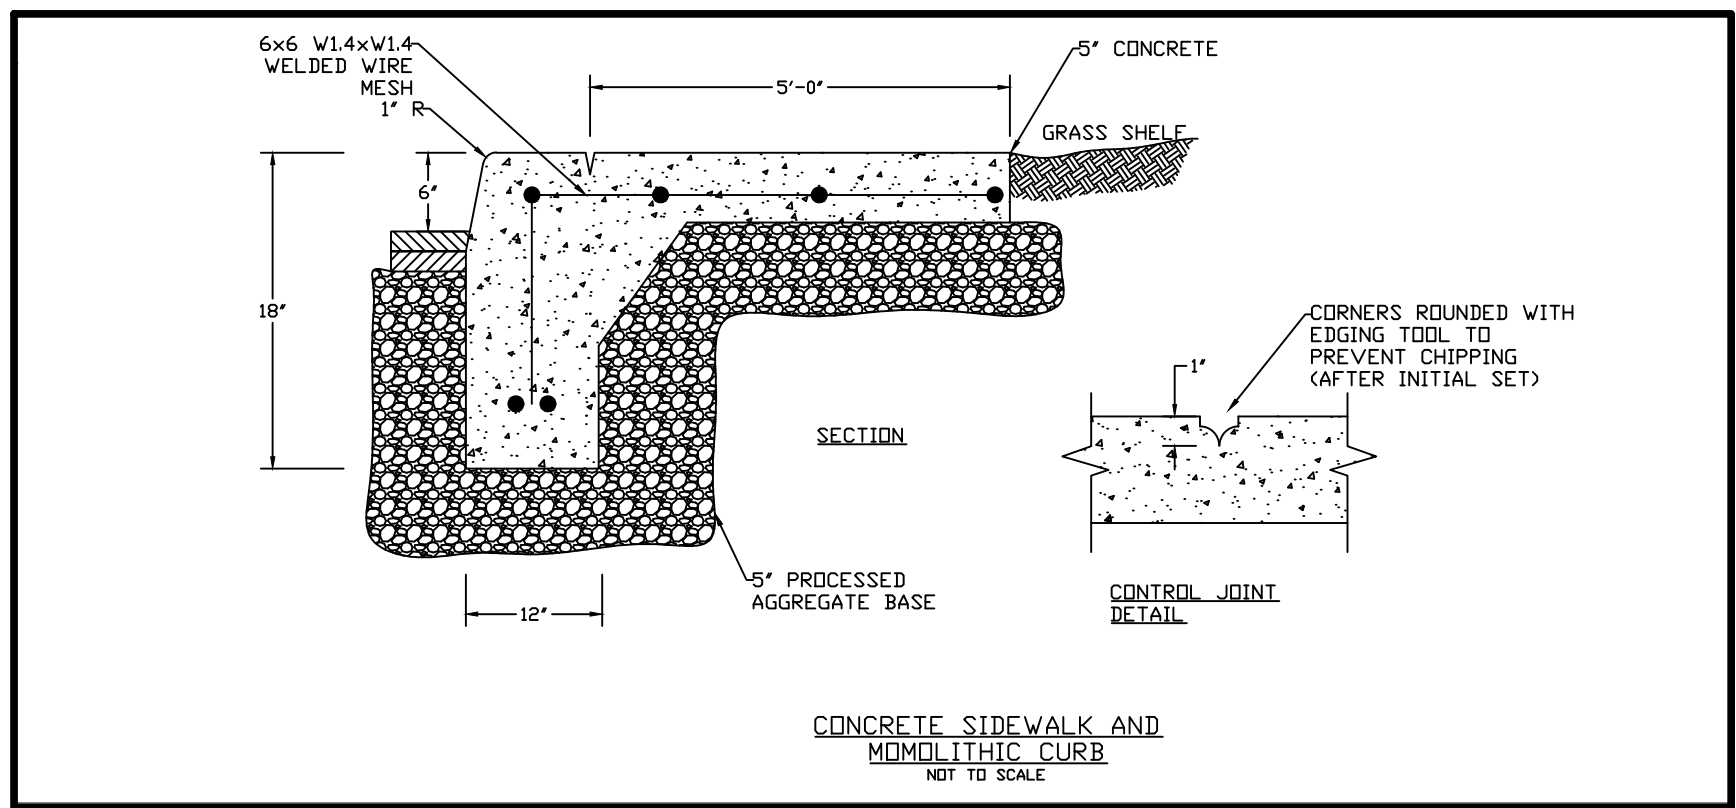 6x6 W1.4xW1.4
WELDED WIRE
MESH
1" R
5" CONCRETE
5'-0"
GRASS SHELF
6"
18"
CORNERS ROUNDED WITH
EDGING TOOL TO
PREVENT CHIPPING
(AFTER INITIAL SET)
1"
SECTION
5" PROCESSED
AGGREGATE BASE
12"
CONTROL JOINT
DETAIL
CONCRETE SIDEWALK AND
MOMOLITHIC CURB
NOT TO SCALE